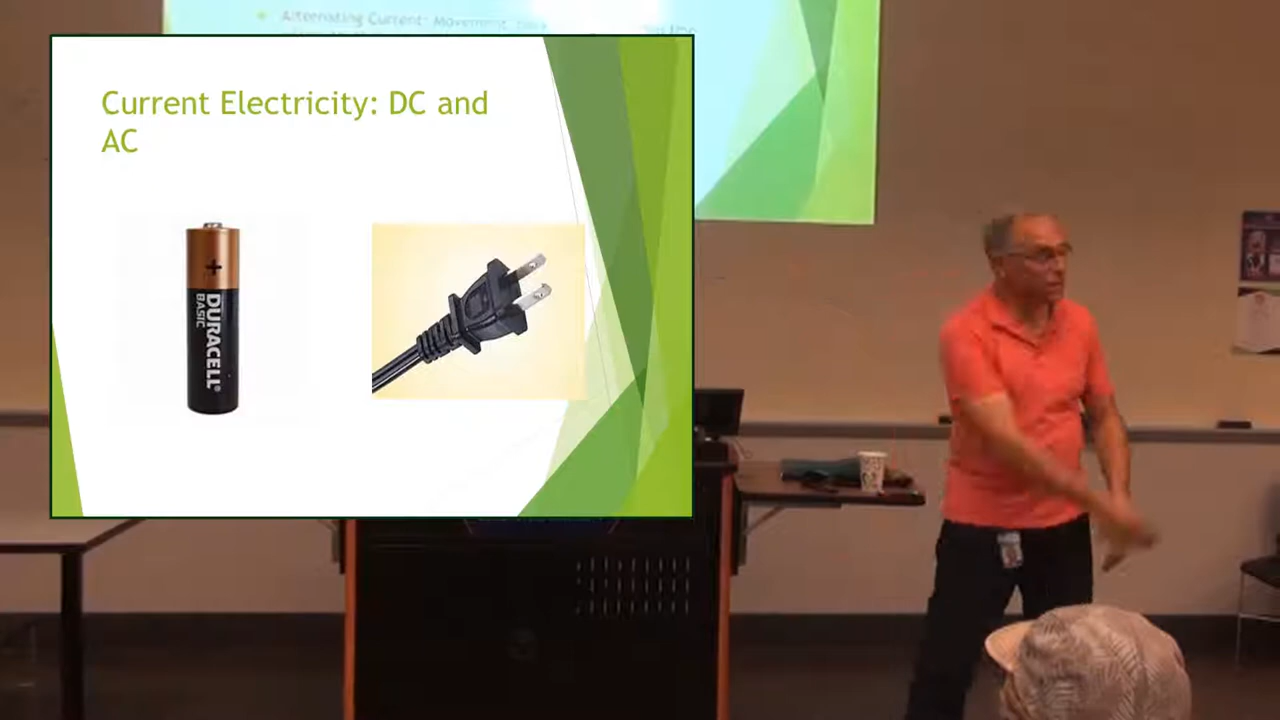 Alternating Current: Movement
Current Electricity: DC and
AC
+
DURACELL®
BASIC